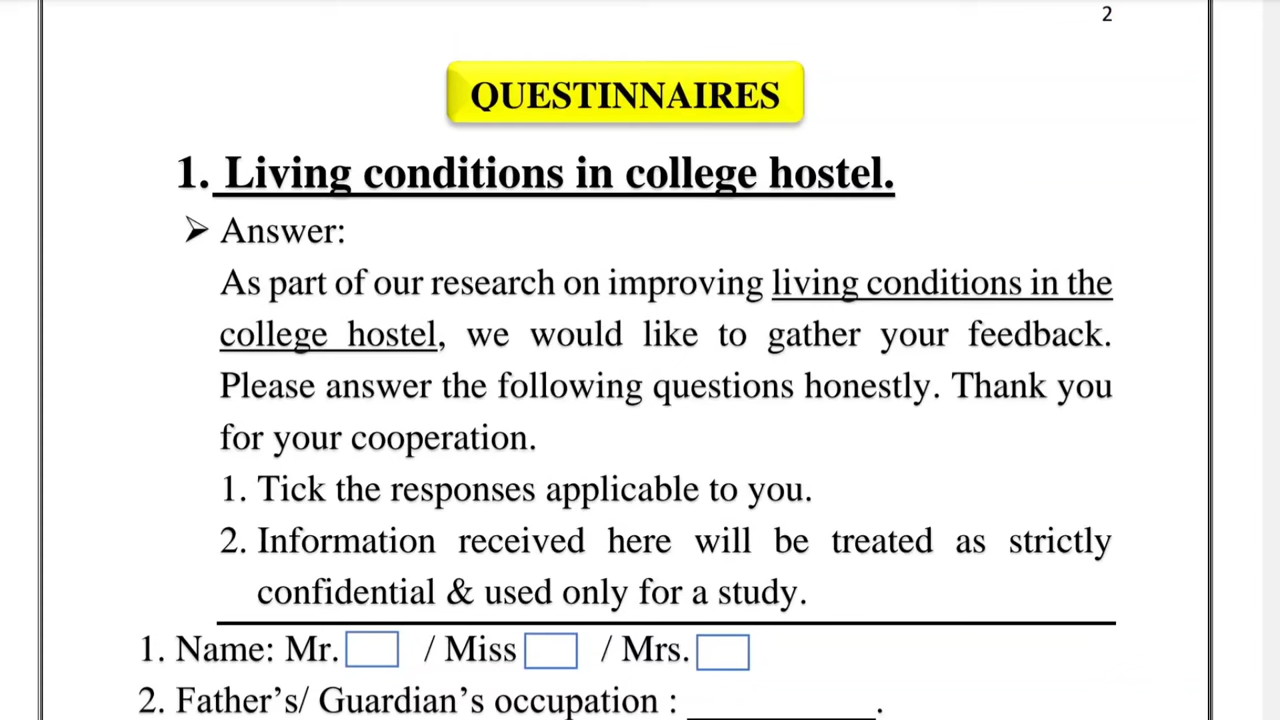 2
QUESTINNAIRES
1. Living conditions in college hostel.
➢ Answer:
As part of our research on improving living conditions in the
college hostel, we would like to gather your feedback.
Please answer the following questions honestly. Thank you
for your cooperation.
1. Tick the responses applicable to you.
2. Information received here will be treated as strictly
confidential & used only for a study.
1. Name: Mr. / Miss / Mrs.
2. Father's/ Guardian's occupation : __________.